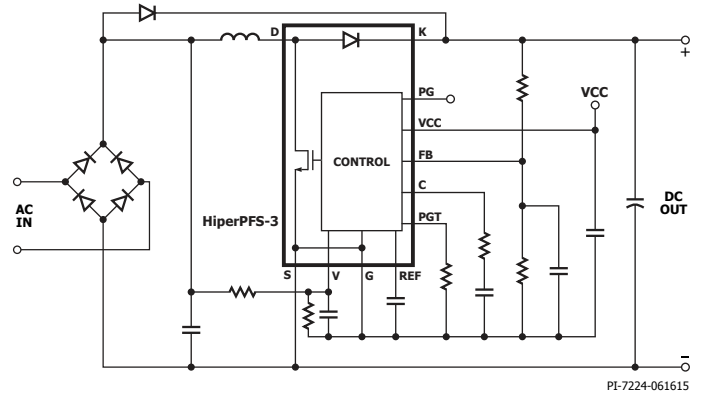 D
K
+
PG
VCC
VCC
CONTROL
FB
C
AC
IN
DC
OUT
HiperPFS-3
PGT
S
V
G
REF
–
PI-7224-061615